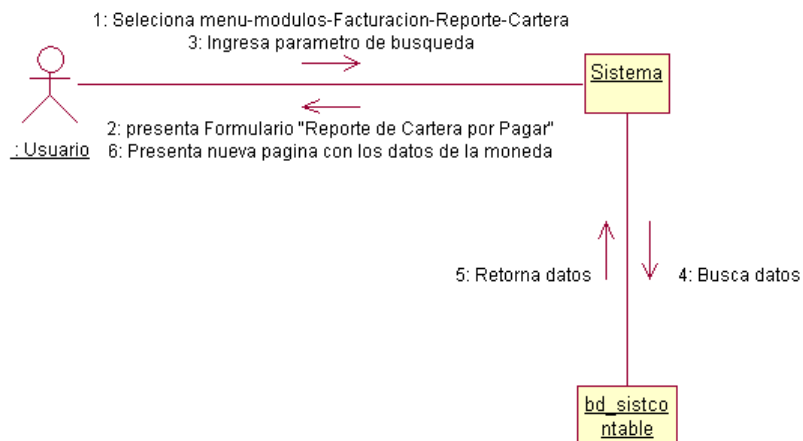 1: Seleciona menu-modulos-Facturacion-Reporte-Cartera
3: Ingresa parametro de busqueda
Sistema
2: presenta Formulario "Reporte de Cartera por Pagar"
: Usuario
6: Presenta nueva pagina con los datos de la moneda
5: Retorna datos
4: Busca datos
bd_sistco
ntable